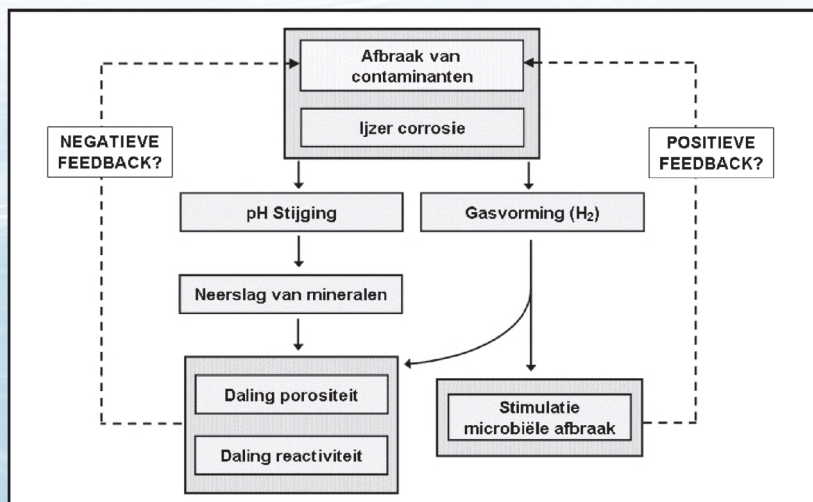 Afbraak van
contaminanten
Ijzer corrosie
NEGATIEVE
FEEDBACK?
POSITIEVE
FEEDBACK?
pH Stijging
Gasvorming (H₂)
Neerslag van mineralen
Daling porositeit
Daling reactiviteit
Stimulatie
microbiële afbraak